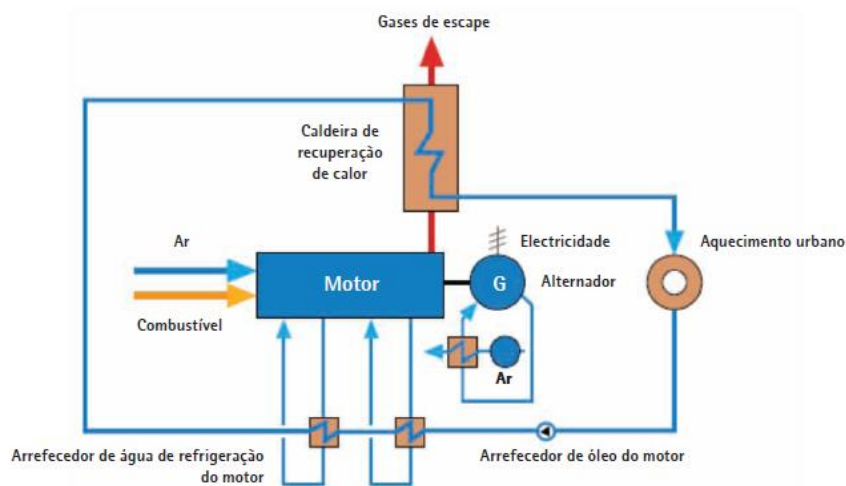 Gases de escape
Caldeira de
recuperação
de calor
Ar
Electricidade
Aquecimento urbano
Motor
G
Alternador
Combustível
Ar
Arrefecedor de água de refrigeração
do motor
Arrefecedor de óleo do motor